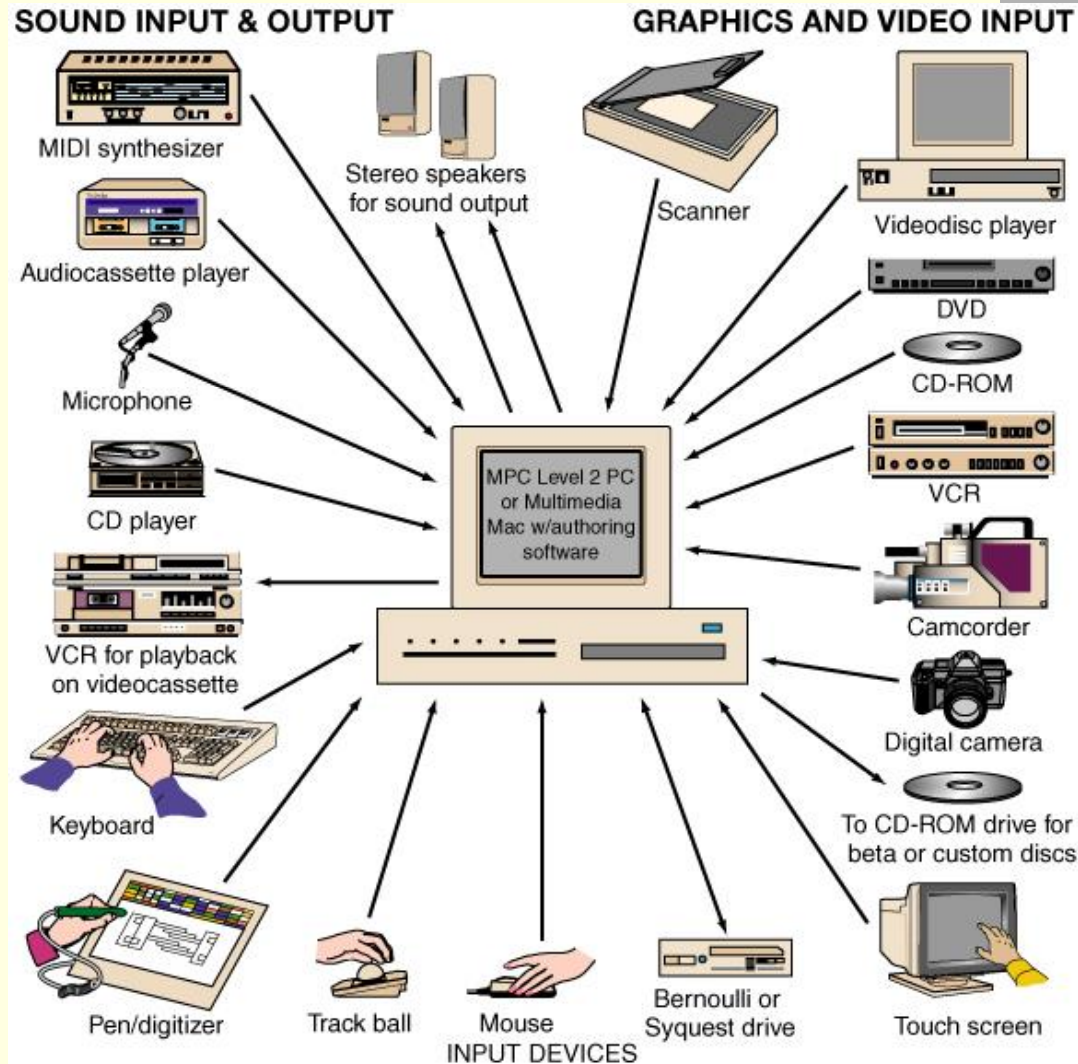 SOUND INPUT & OUTPUT
GRAPHICS AND VIDEO INPUT
MIDI synthesizer
Stereo speakers
for sound output
Scanner
Videodisc player
Audiocassette player
DVD
Microphone
CD-ROM
CD player
MPC Level 2 PC
or Multimedia
Mac w/authoring
software
VCR
VCR for playback
on videocassette
Camcorder
Keyboard
Digital camera
To CD-ROM drive for
beta or custom discs
Pen/digitizer
Track ball
Mouse
Bernoulli or
Syquest drive
Touch screen
INPUT DEVICES